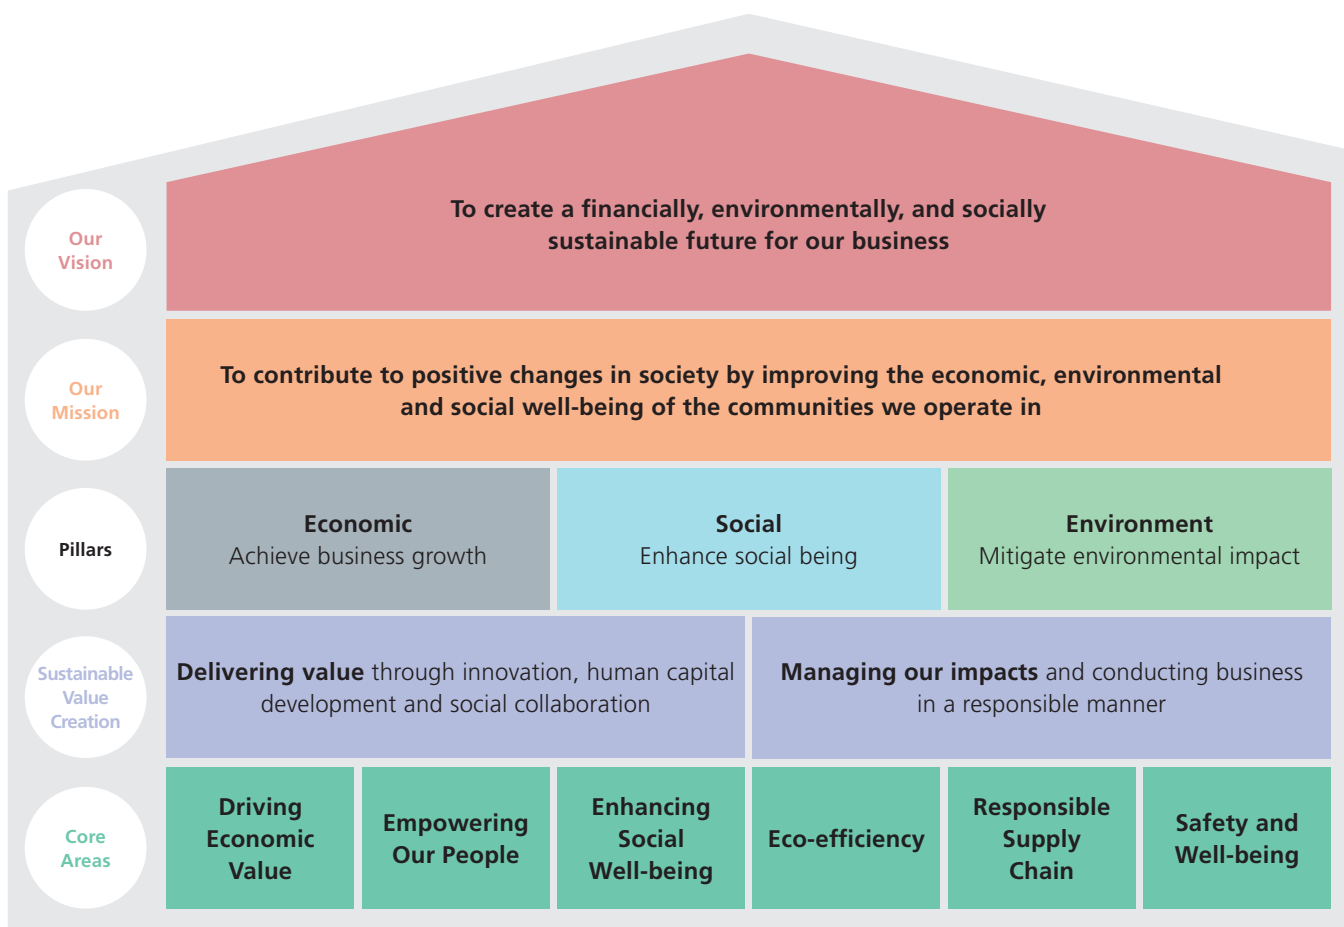 Our
Vision
To create a financially, environmentally, and socially
sustainable future for our business
Our
Mission
To contribute to positive changes in society by improving the economic, environmental
and social well-being of the communities we operate in
Pillars
Economic
Achieve business growth
Social
Enhance social being
Environment
Mitigate environmental impact
Sustainable
Value
Creation
Delivering value through innovation, human capital
development and social collaboration
Managing our impacts and conducting business
in a responsible manner
Core
Areas
Driving
Economic
Value
Empowering
Our People
Enhancing
Social
Well-being
Eco-efficiency
Responsible
Supply
Chain
Safety and
Well-being